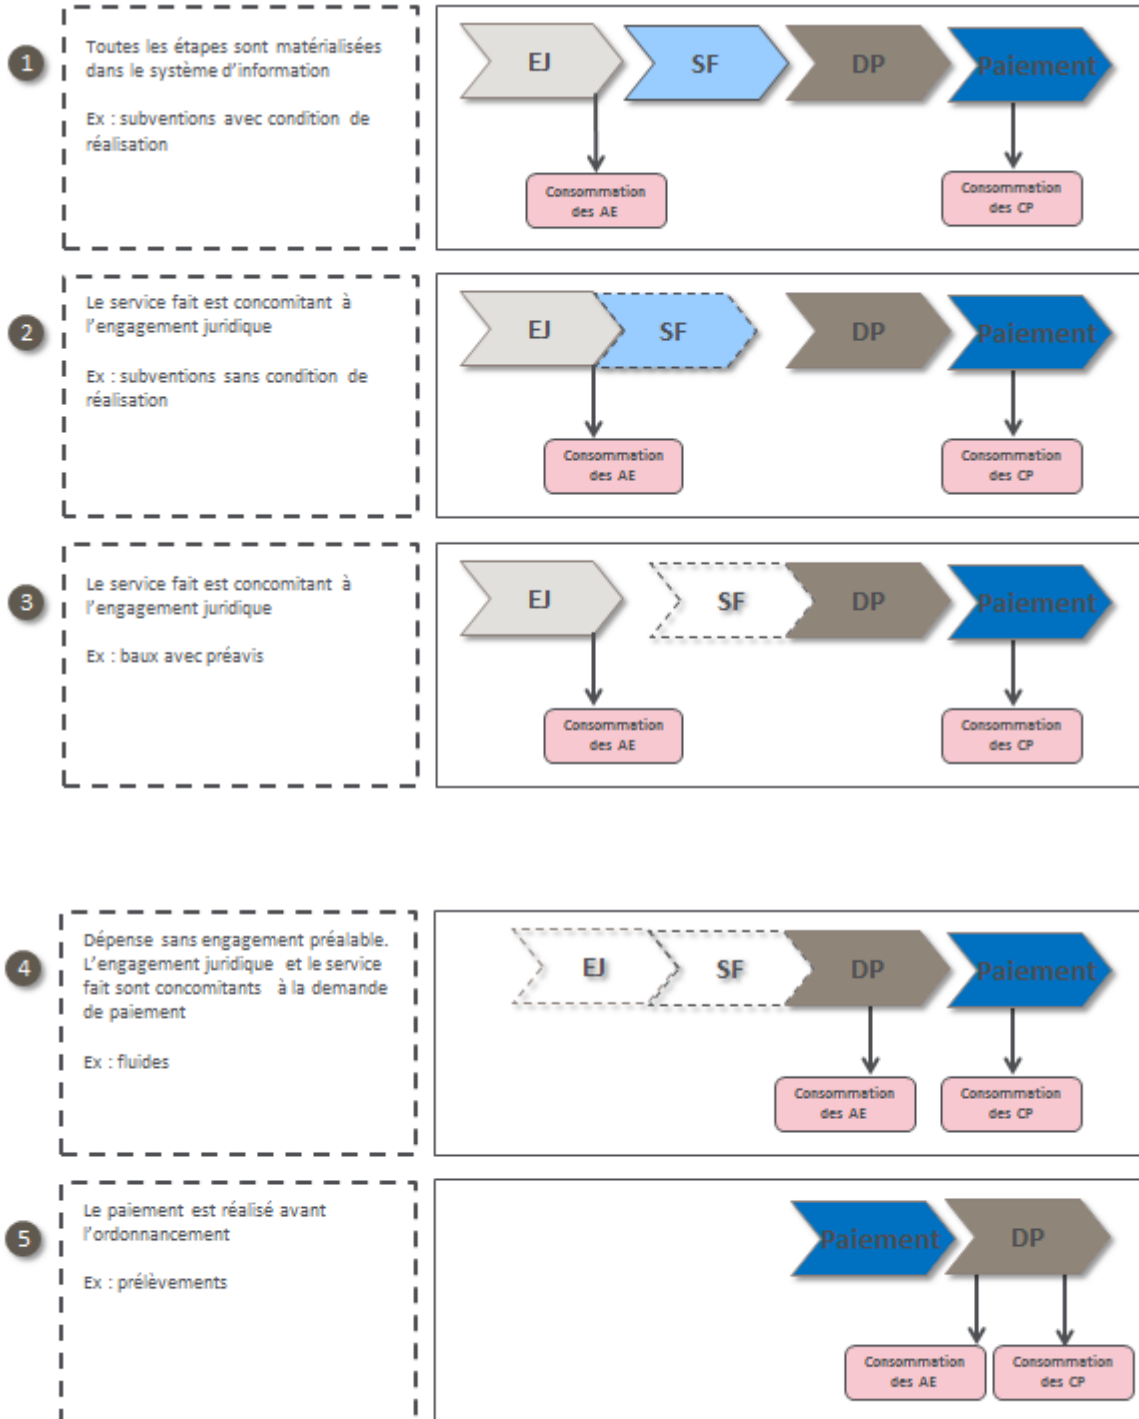 1
Toutes les étapes sont matérialisées
dans le système d'information
Ex : subventions avec condition de
réalisation
EJ
SF
DP
Paiement
Consommation
des AE
Consommation
des CP
2
Le service fait est concomitant à
l'engagement juridique
Ex : subventions sans condition de
réalisation
EJ
SF
DP
Paiement
Consommation
des AE
Consommation
des CP
3
Le service fait est concomitant à
l'engagement juridique
Ex : baux avec préavis
EJ
SF
DP
Paiement
Consommation
des AE
Consommation
des CP
4
Dépense sans engagement préalable.
L'engagement juridique et le service
fait sont concomitants à la demande
de paiement
Ex : fluides
EJ
SF
DP
Paiement
Consommation
des AE
Consommation
des CP
5
Le paiement est réalisé avant
l'ordonnancement
Ex : prélèvements
Paiement
DP
Consommation
des AE
Consommation
des CP